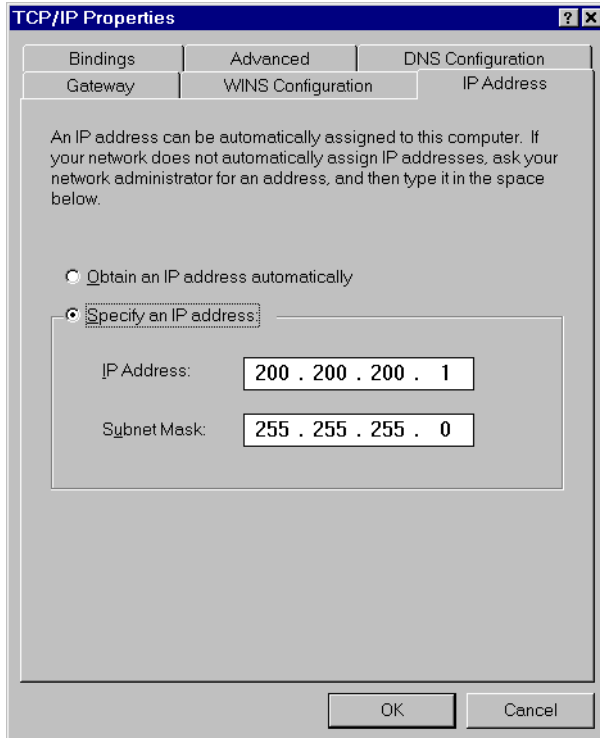 TCP/IP Properties
Bindings
Advanced
DNS Configuration
Gateway
WINS Configuration
IP Address
An IP address can be automatically assigned to this computer. If
your network does not automatically assign IP addresses, ask your
network administrator for an address, and then type it in the space
below.
Obtain an IP address automatically
Specify an IP address:
IP Address: 200 . 200 . 200 . 1
Subnet Mask: 255 . 255 . 255 . 0
OK
Cancel